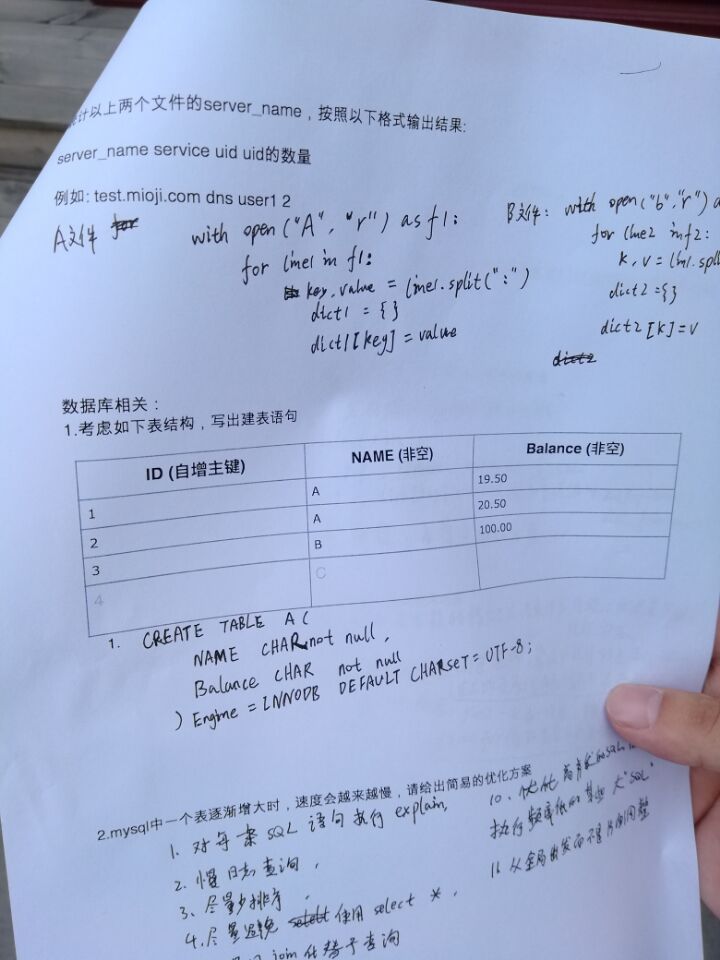 计以上两个文件的server_name，按照以下格式输出结果:
server_name service uid uid的数量
例如: test.mioji.com dns user1 2
A文件
with open ("A", "r") as f1:
for line1 in f1:
key, value = line1.split(":")
dict1 = {}
dict1[key] = value
B文件: with open("b","r") a
for line2 in f2:
k, v = lin1.spl
dict2 = {}
dict2[k] = v
dict2
数据库相关：
1.考虑如下表结构，写出建表语句
ID (自增主键) NAME (非空) Balance (非空)
1 A 19.50
2 A 20.50
3 B 100.00
4 C
1. CREATE TABLE A (
NAME CHAR not null,
Balance CHAR not null
) Engine = INNODB DEFAULT CHARseT = UTF-8;
2.mysql中一个表逐渐增大时，速度会越来越慢，请给出简易的优化方案
1. 对每条 SQL 语句执行 explain,
2. 慢日志查询,
3、尽量少排序,
4.尽量避免 使用 select *,
join 代替子查询
10、优化
执行频率低的 大"SQL.
从全局出发而不是片面调整